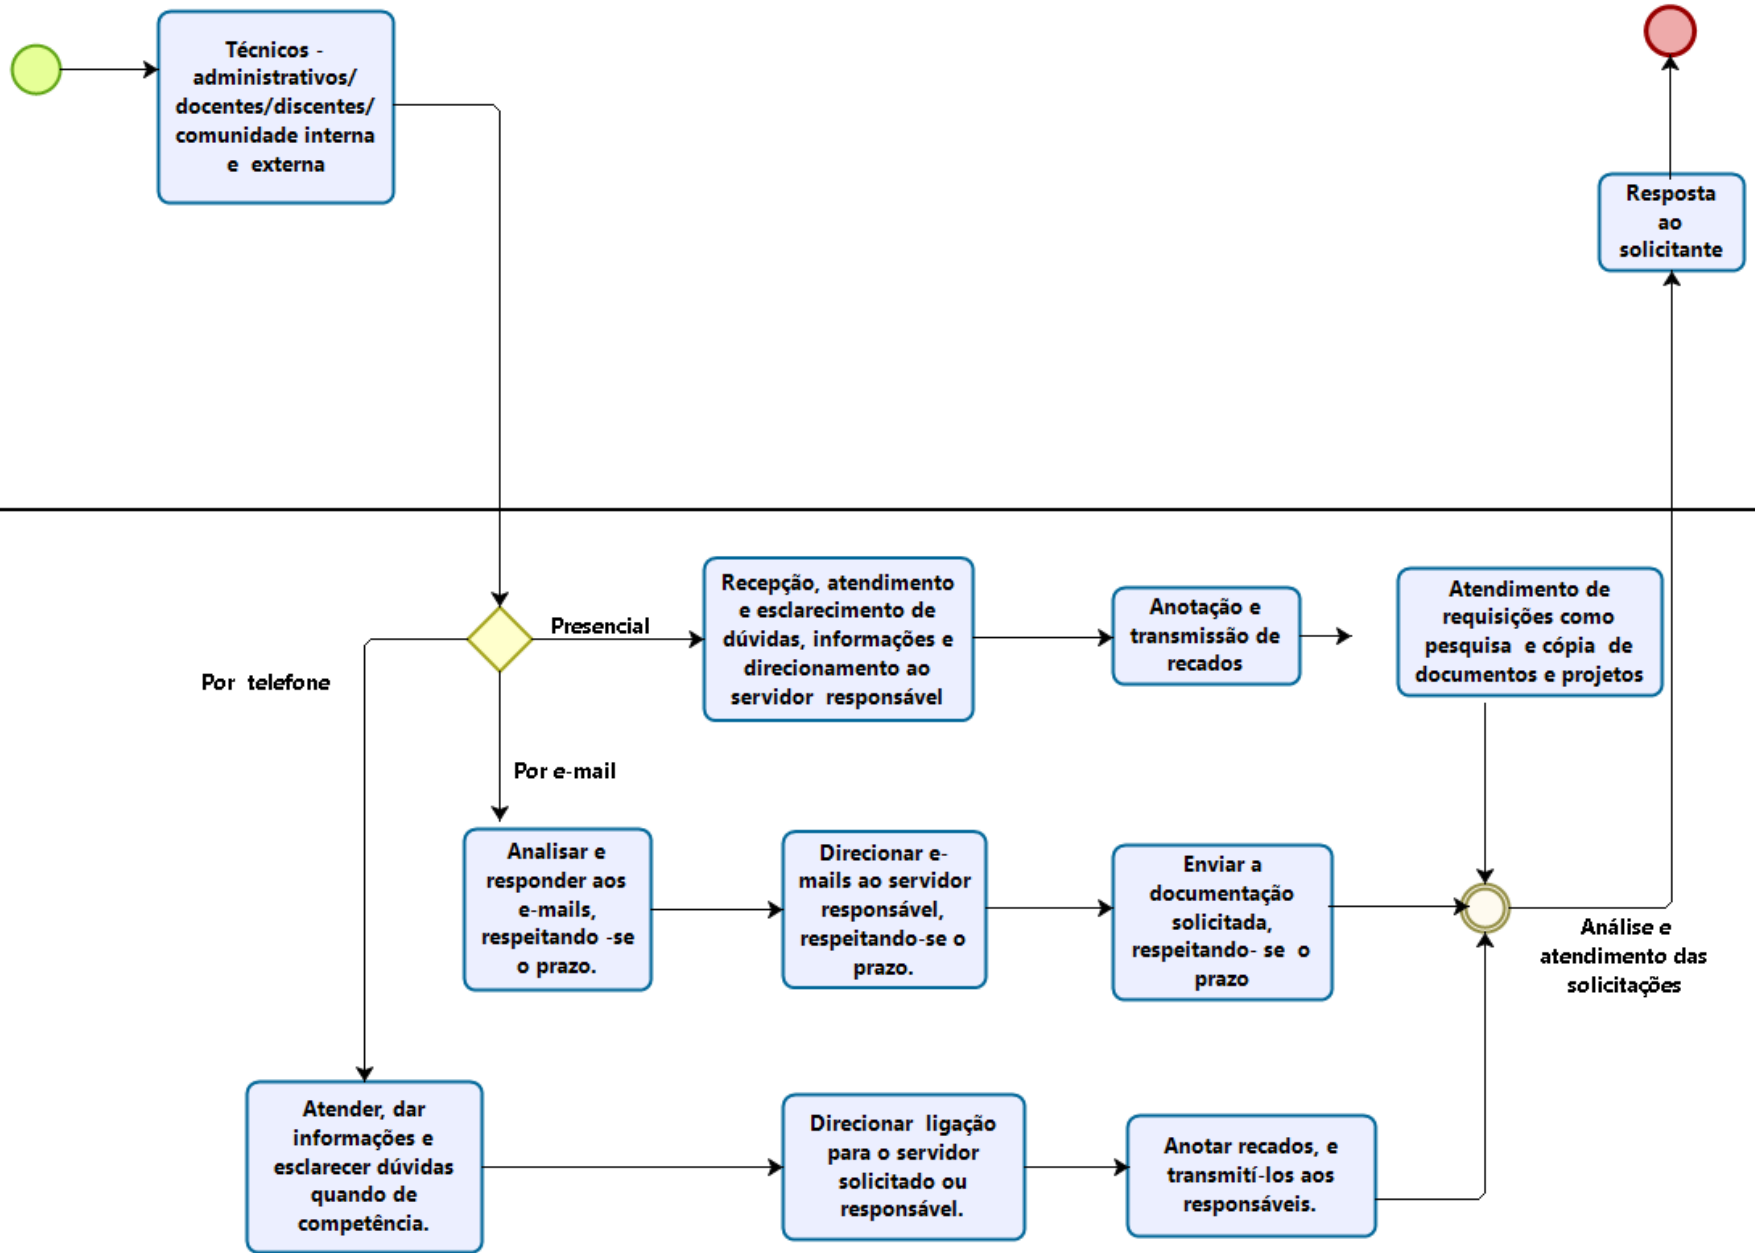 Técnicos -
administrativos/
docentes/discentes/
comunidade interna
e externa
Resposta
ao
solicitante
Presencial
Por telefone
Por e-mail
Recepção, atendimento
e esclarecimento de
dúvidas, informações e
direcionamento ao
servidor responsável
Anotação e
transmissão de
recados
Atendimento de
requisições como
pesquisa e cópia de
documentos e projetos
Analisar e
responder aos
e-mails,
respeitando -se
o prazo.
Direcionar e-
mails ao servidor
responsável,
respeitando-se o
prazo.
Enviar a
documentação
solicitada,
respeitando- se o
prazo
Análise e
atendimento das
solicitações
Atender, dar
informações e
esclarecer dúvidas
quando de
competência.
Direcionar ligação
para o servidor
solicitado ou
responsável.
Anotar recados, e
transmití-los aos
responsáveis.